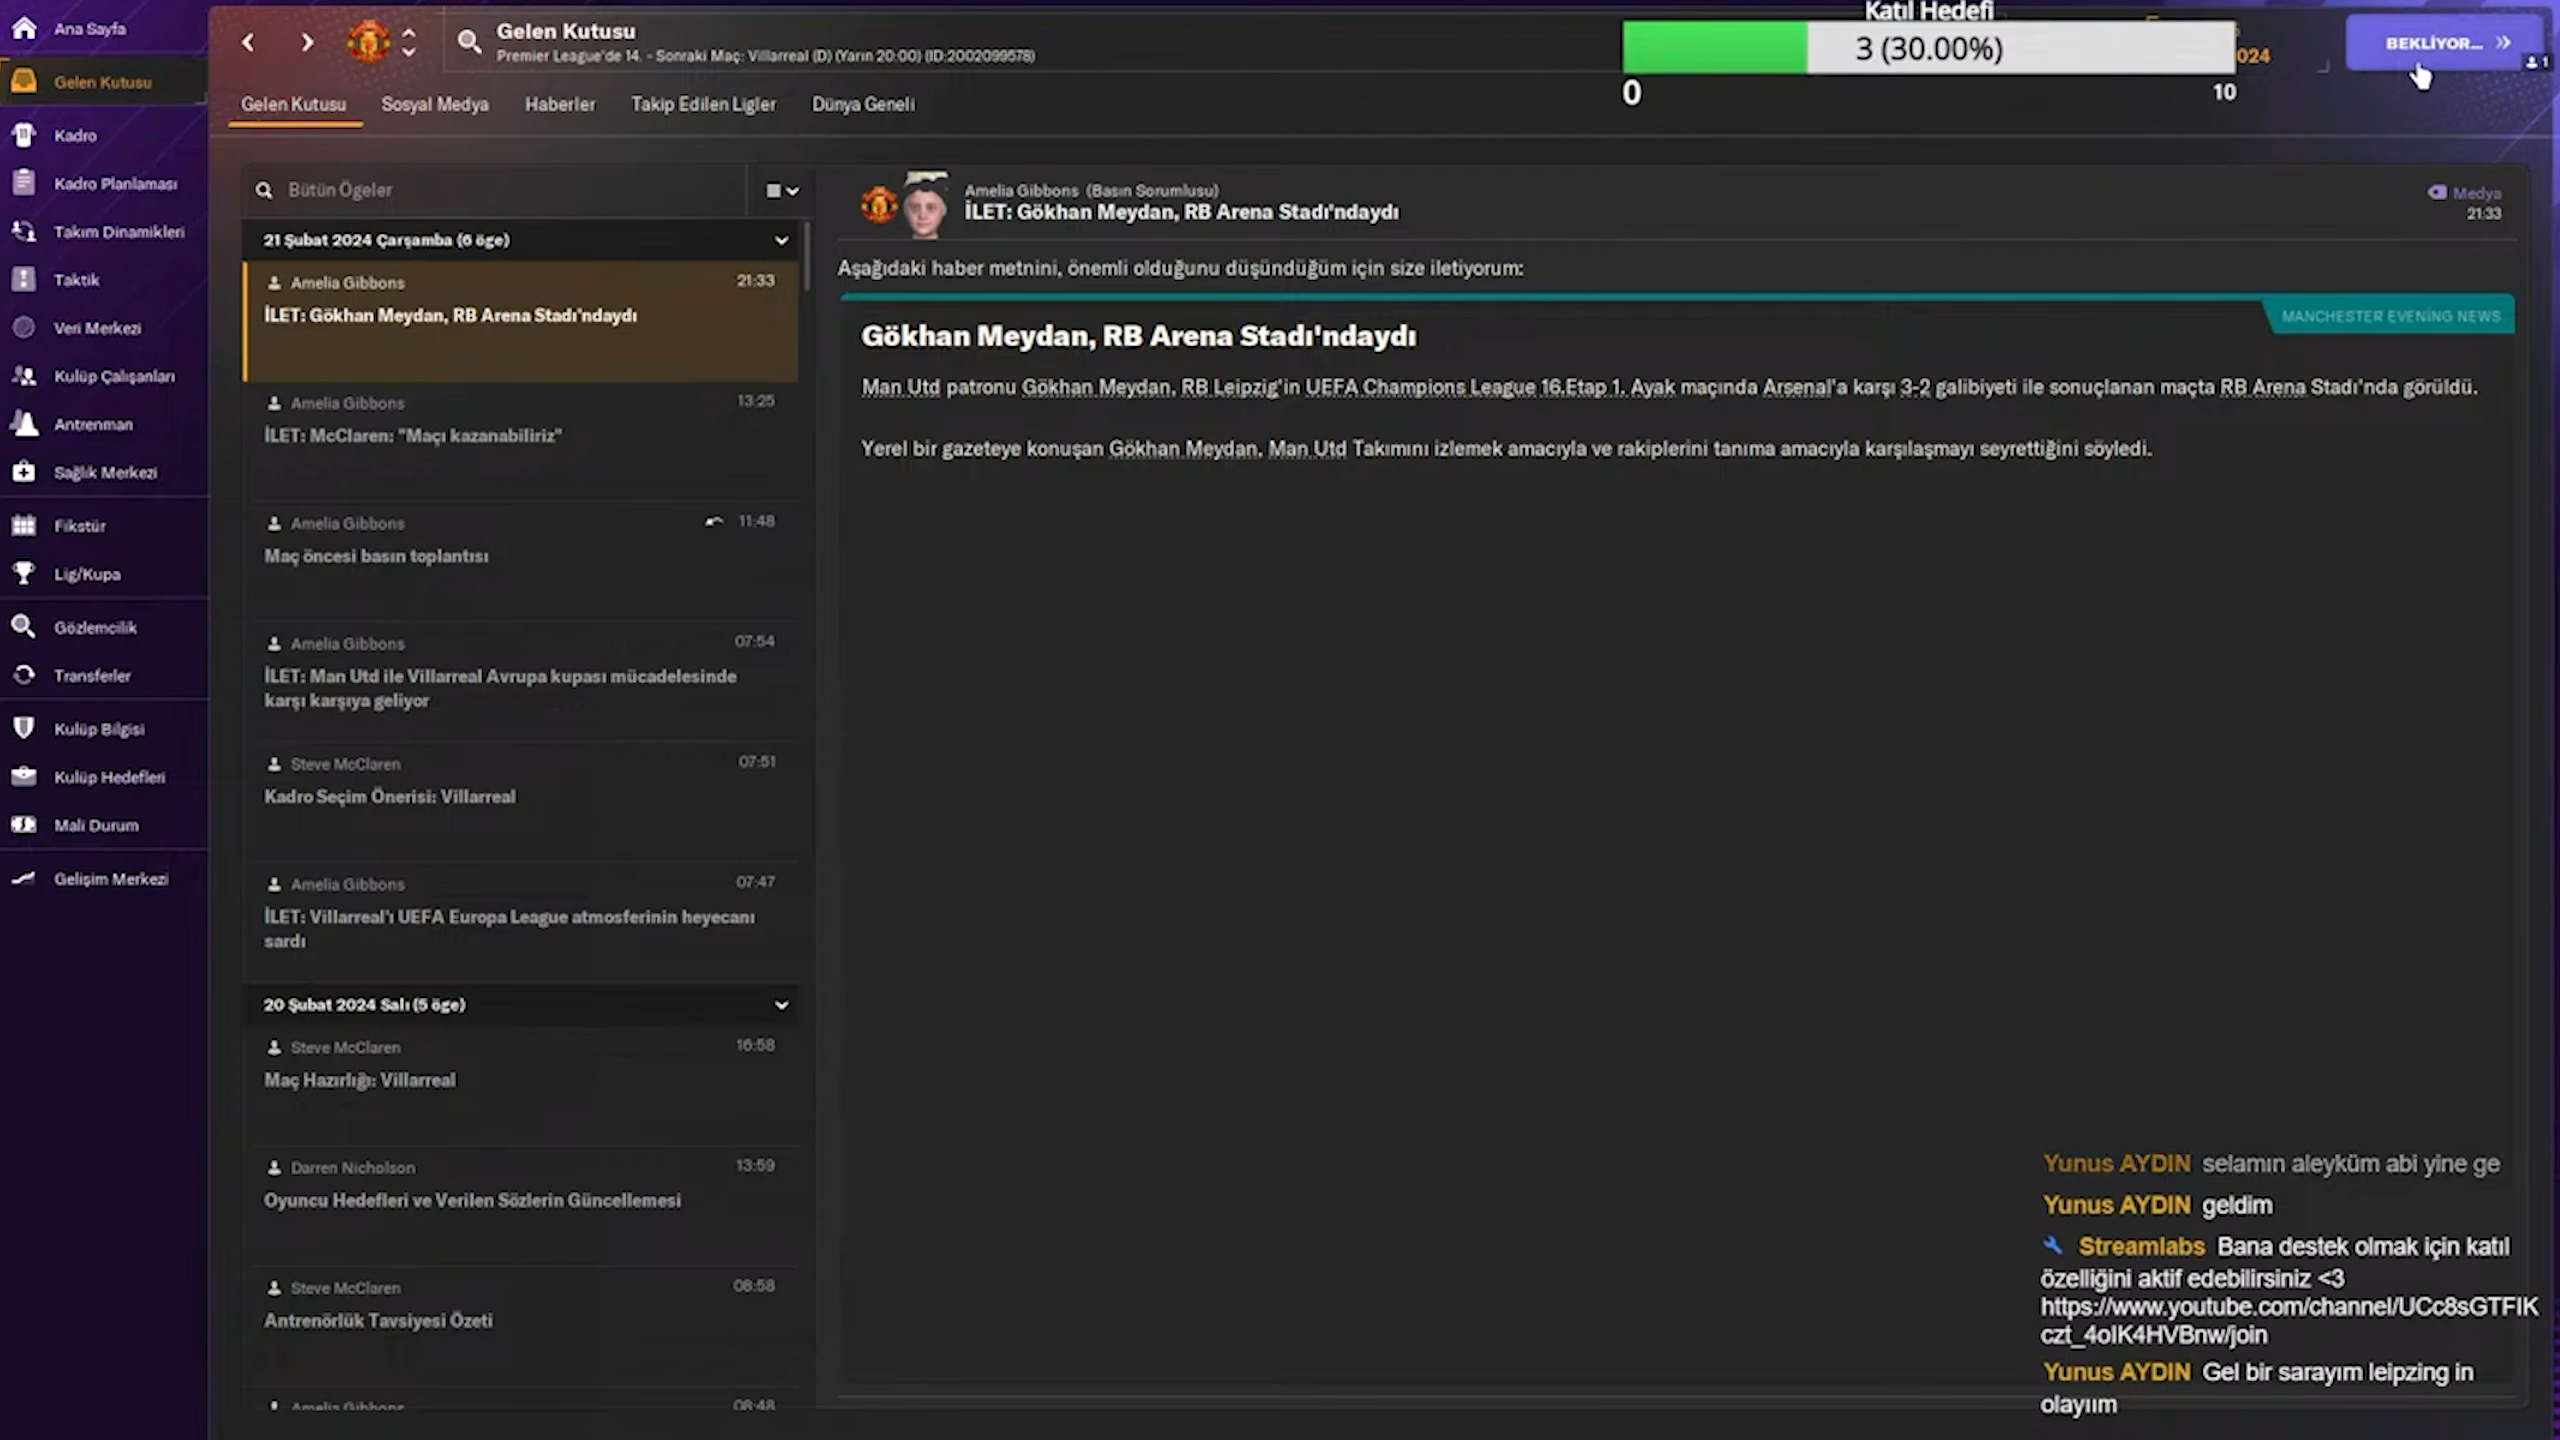 Ana Sayfa
Gelen Kutusu
Kadro
Kadro Planlaması
Takım Dinamikleri
Taktik
Veri Merkezi
Kulüp Çalışanları
Antrenman
Sağlık Merkezi
Fikstür
Lig/Kupa
Gözlemcilik
Transferler
Kulüp Bilgisi
Kulüp Hedefleri
Mali Durum
Gelişim Merkezi
Gelen Kutusu
Premier League'de 14. - Sonraki Maç: Villarreal (D) (Yarın 20:00) (ID:2002099578)
Katıl Hedefi
3 (30.00%)
0
10
024
BEKLİYOR...
1
Gelen Kutusu
Sosyal Medya
Haberler
Takip Edilen Ligler
Dünya Geneli
Bütün Ögeler
21 Şubat 2024 Çarşamba (6 öge)
Amelia Gibbons 21:33
İLET: Gökhan Meydan, RB Arena Stadı'ndaydı
Amelia Gibbons 13:25
İLET: McClaren: "Maçı kazanabiliriz"
Amelia Gibbons 11:48
Maç öncesi basın toplantısı
Amelia Gibbons 07:54
İLET: Man Utd ile Villarreal Avrupa kupası mücadelesinde
karşı karşıya geliyor
Steve McClaren 07:51
Kadro Seçim Önerisi: Villarreal
Amelia Gibbons 07:47
İLET: Villarreal'ı UEFA Europa League atmosferinin heyecanı
sardı
20 Şubat 2024 Salı (5 öge)
Steve McClaren 16:58
Maç Hazırlığı: Villarreal
Darren Nicholson 13:59
Oyuncu Hedefleri ve Verilen Sözlerin Güncellemesi
Steve McClaren 08:58
Antrenörlük Tavsiyesi Özeti
Amelia Gibbons 08:48
Amelia Gibbons (Basın Sorumlusu)
İLET: Gökhan Meydan, RB Arena Stadı'ndaydı
Medya
21:33
Aşağıdaki haber metnini, önemli olduğunu düşündüğüm için size iletiyorum:
MANCHESTER EVENİNG NEWS
Gökhan Meydan, RB Arena Stadı'ndaydı
Man Utd patronu Gökhan Meydan, RB Leipzig'in UEFA Champions League 16.Etap 1. Ayak maçında Arsenal'a karşı 3-2 galibiyeti ile sonuçlanan maçta RB Arena Stadı'nda görüldü.
Yerel bir gazeteye konuşan Gökhan Meydan, Man Utd Takımını izlemek amacıyla ve rakiplerini tanıma amacıyla karşılaşmayı seyrettiğini söyledi.
Yunus AYDIN selamın aleyküm abi yine ge
Yunus AYDIN geldim
Streamlabs Bana destek olmak için katıl
özelliğini aktif edebilirsiniz <3
https://www.youtube.com/channel/UCc8sGTFIK
czt_4oIK4HVBnw/join
Yunus AYDIN Gel bir sarayım leipzing in
olayıım